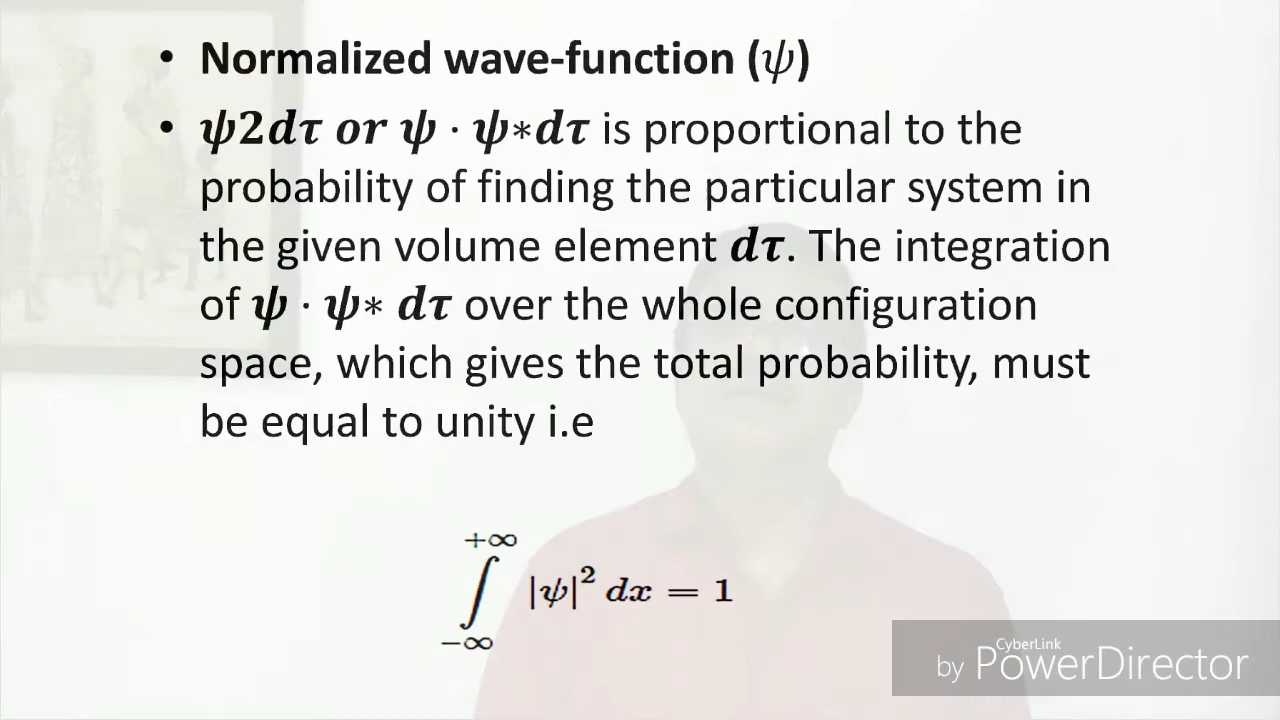 • Normalized wave-function (ψ)
• ψ2dτ or ψ · ψ∗dτ is proportional to the
probability of finding the particular system in
the given volume element dτ. The integration
of ψ · ψ∗ dτ over the whole configuration
space, which gives the total probability, must
be equal to unity i.e
+∞
∫ |ψ|² dx = 1
−∞
CyberLink
by PowerDirector